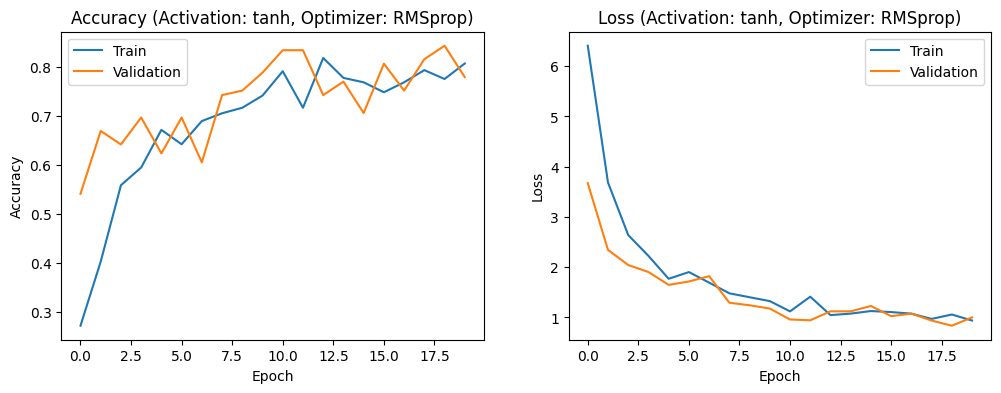 Accuracy (Activation: tanh, Optimizer: RMSprop)
Train
Validation
0.8
0.7
0.6
0.5
0.4
0.3
Accuracy
0.0 2.5 5.0 7.5 10.0 12.5 15.0 17.5
Epoch
Loss (Activation: tanh, Optimizer: RMSprop)
Train
Validation
6
5
4
3
2
1
Loss
0.0 2.5 5.0 7.5 10.0 12.5 15.0 17.5
Epoch